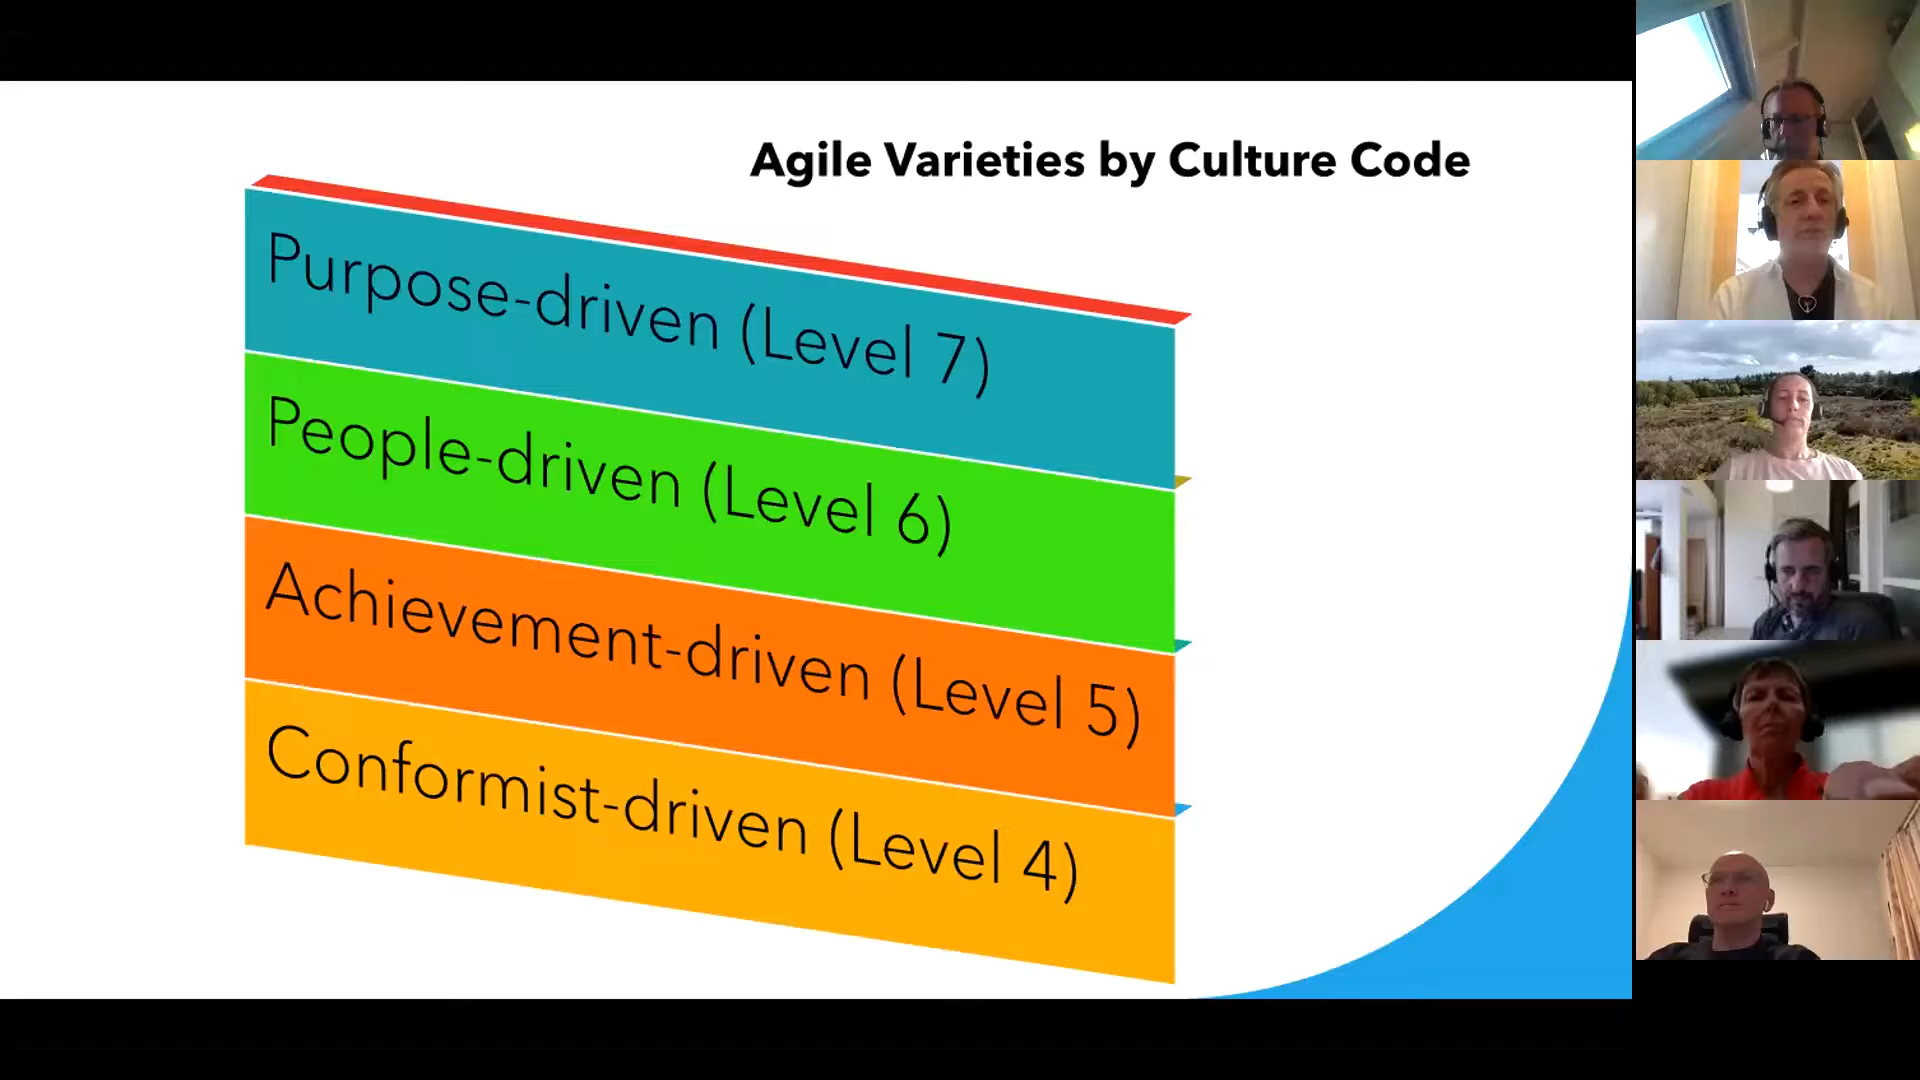 Agile Varieties by Culture Code
Purpose-driven (Level 7)
People-driven (Level 6)
Achievement-driven (Level 5)
Conformist-driven (Level 4)